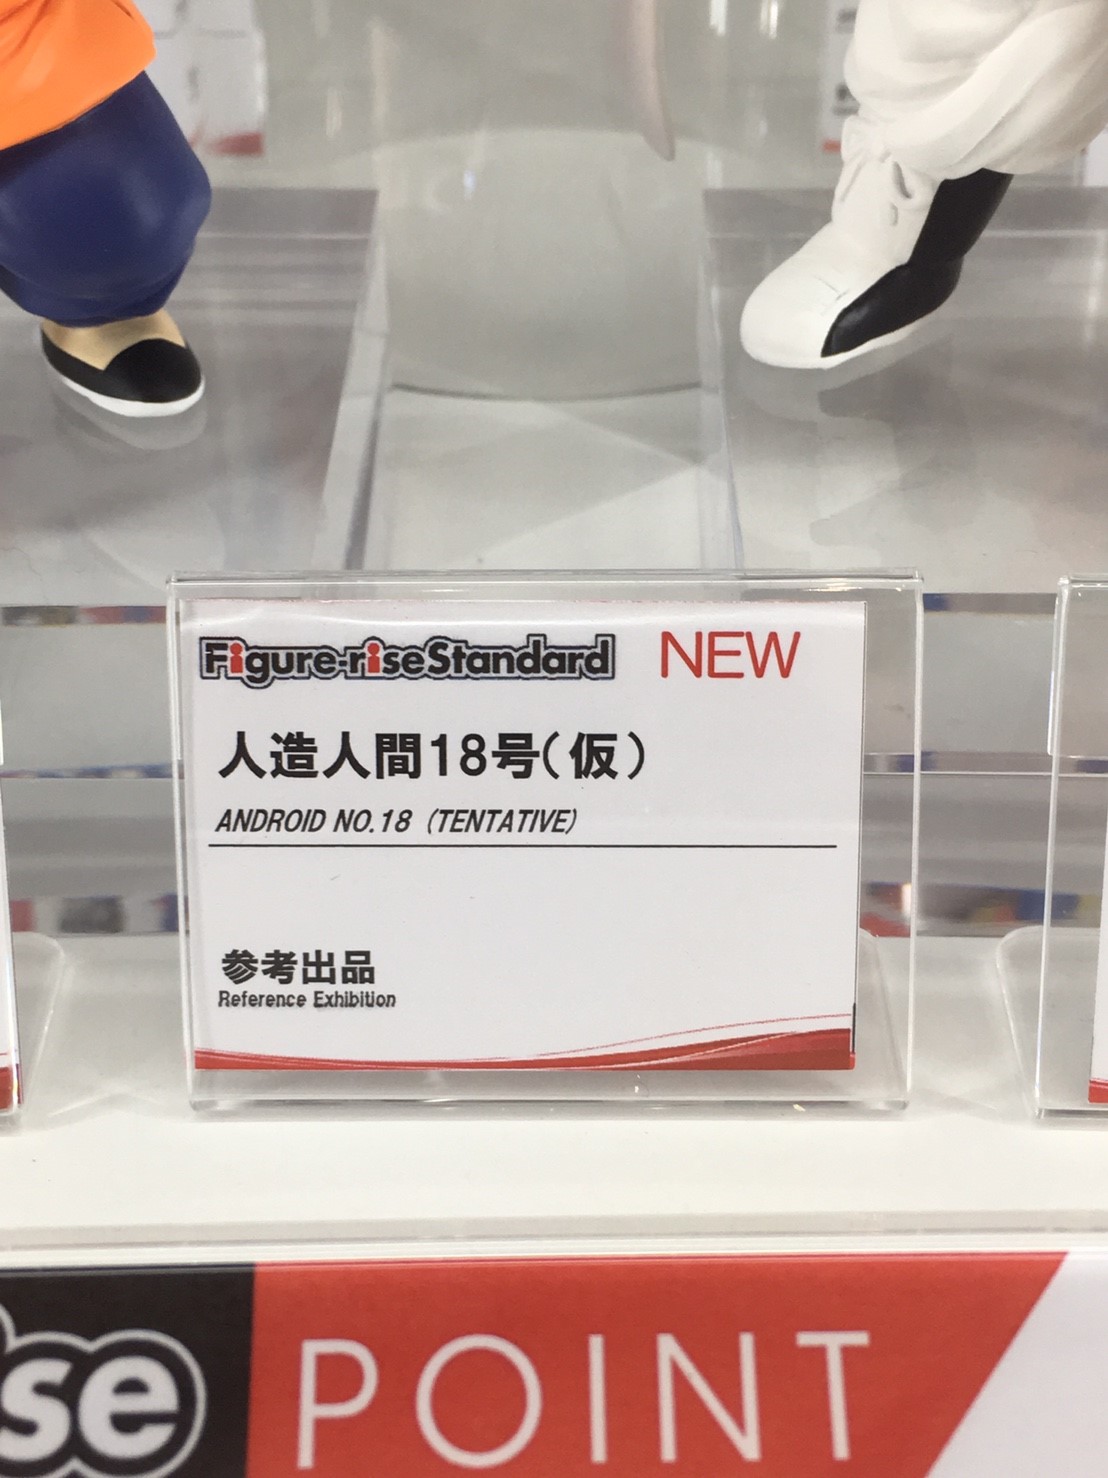 Figure-riseStandard NEW
人造人間18号（仮）
ANDROID NO.18 (TENTATIVE)
参考出品
Reference Exhibition
se POINT